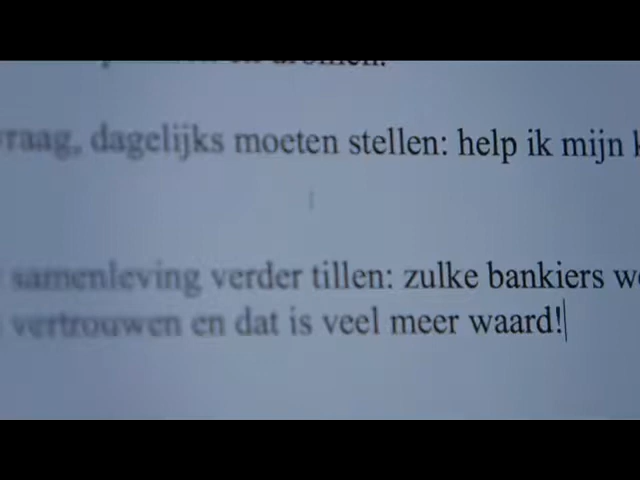 vraag, dagelijks moeten stellen: help ik mijn
samenleving verder tillen: zulke bankiers
vertrouwen en dat is veel meer waard!